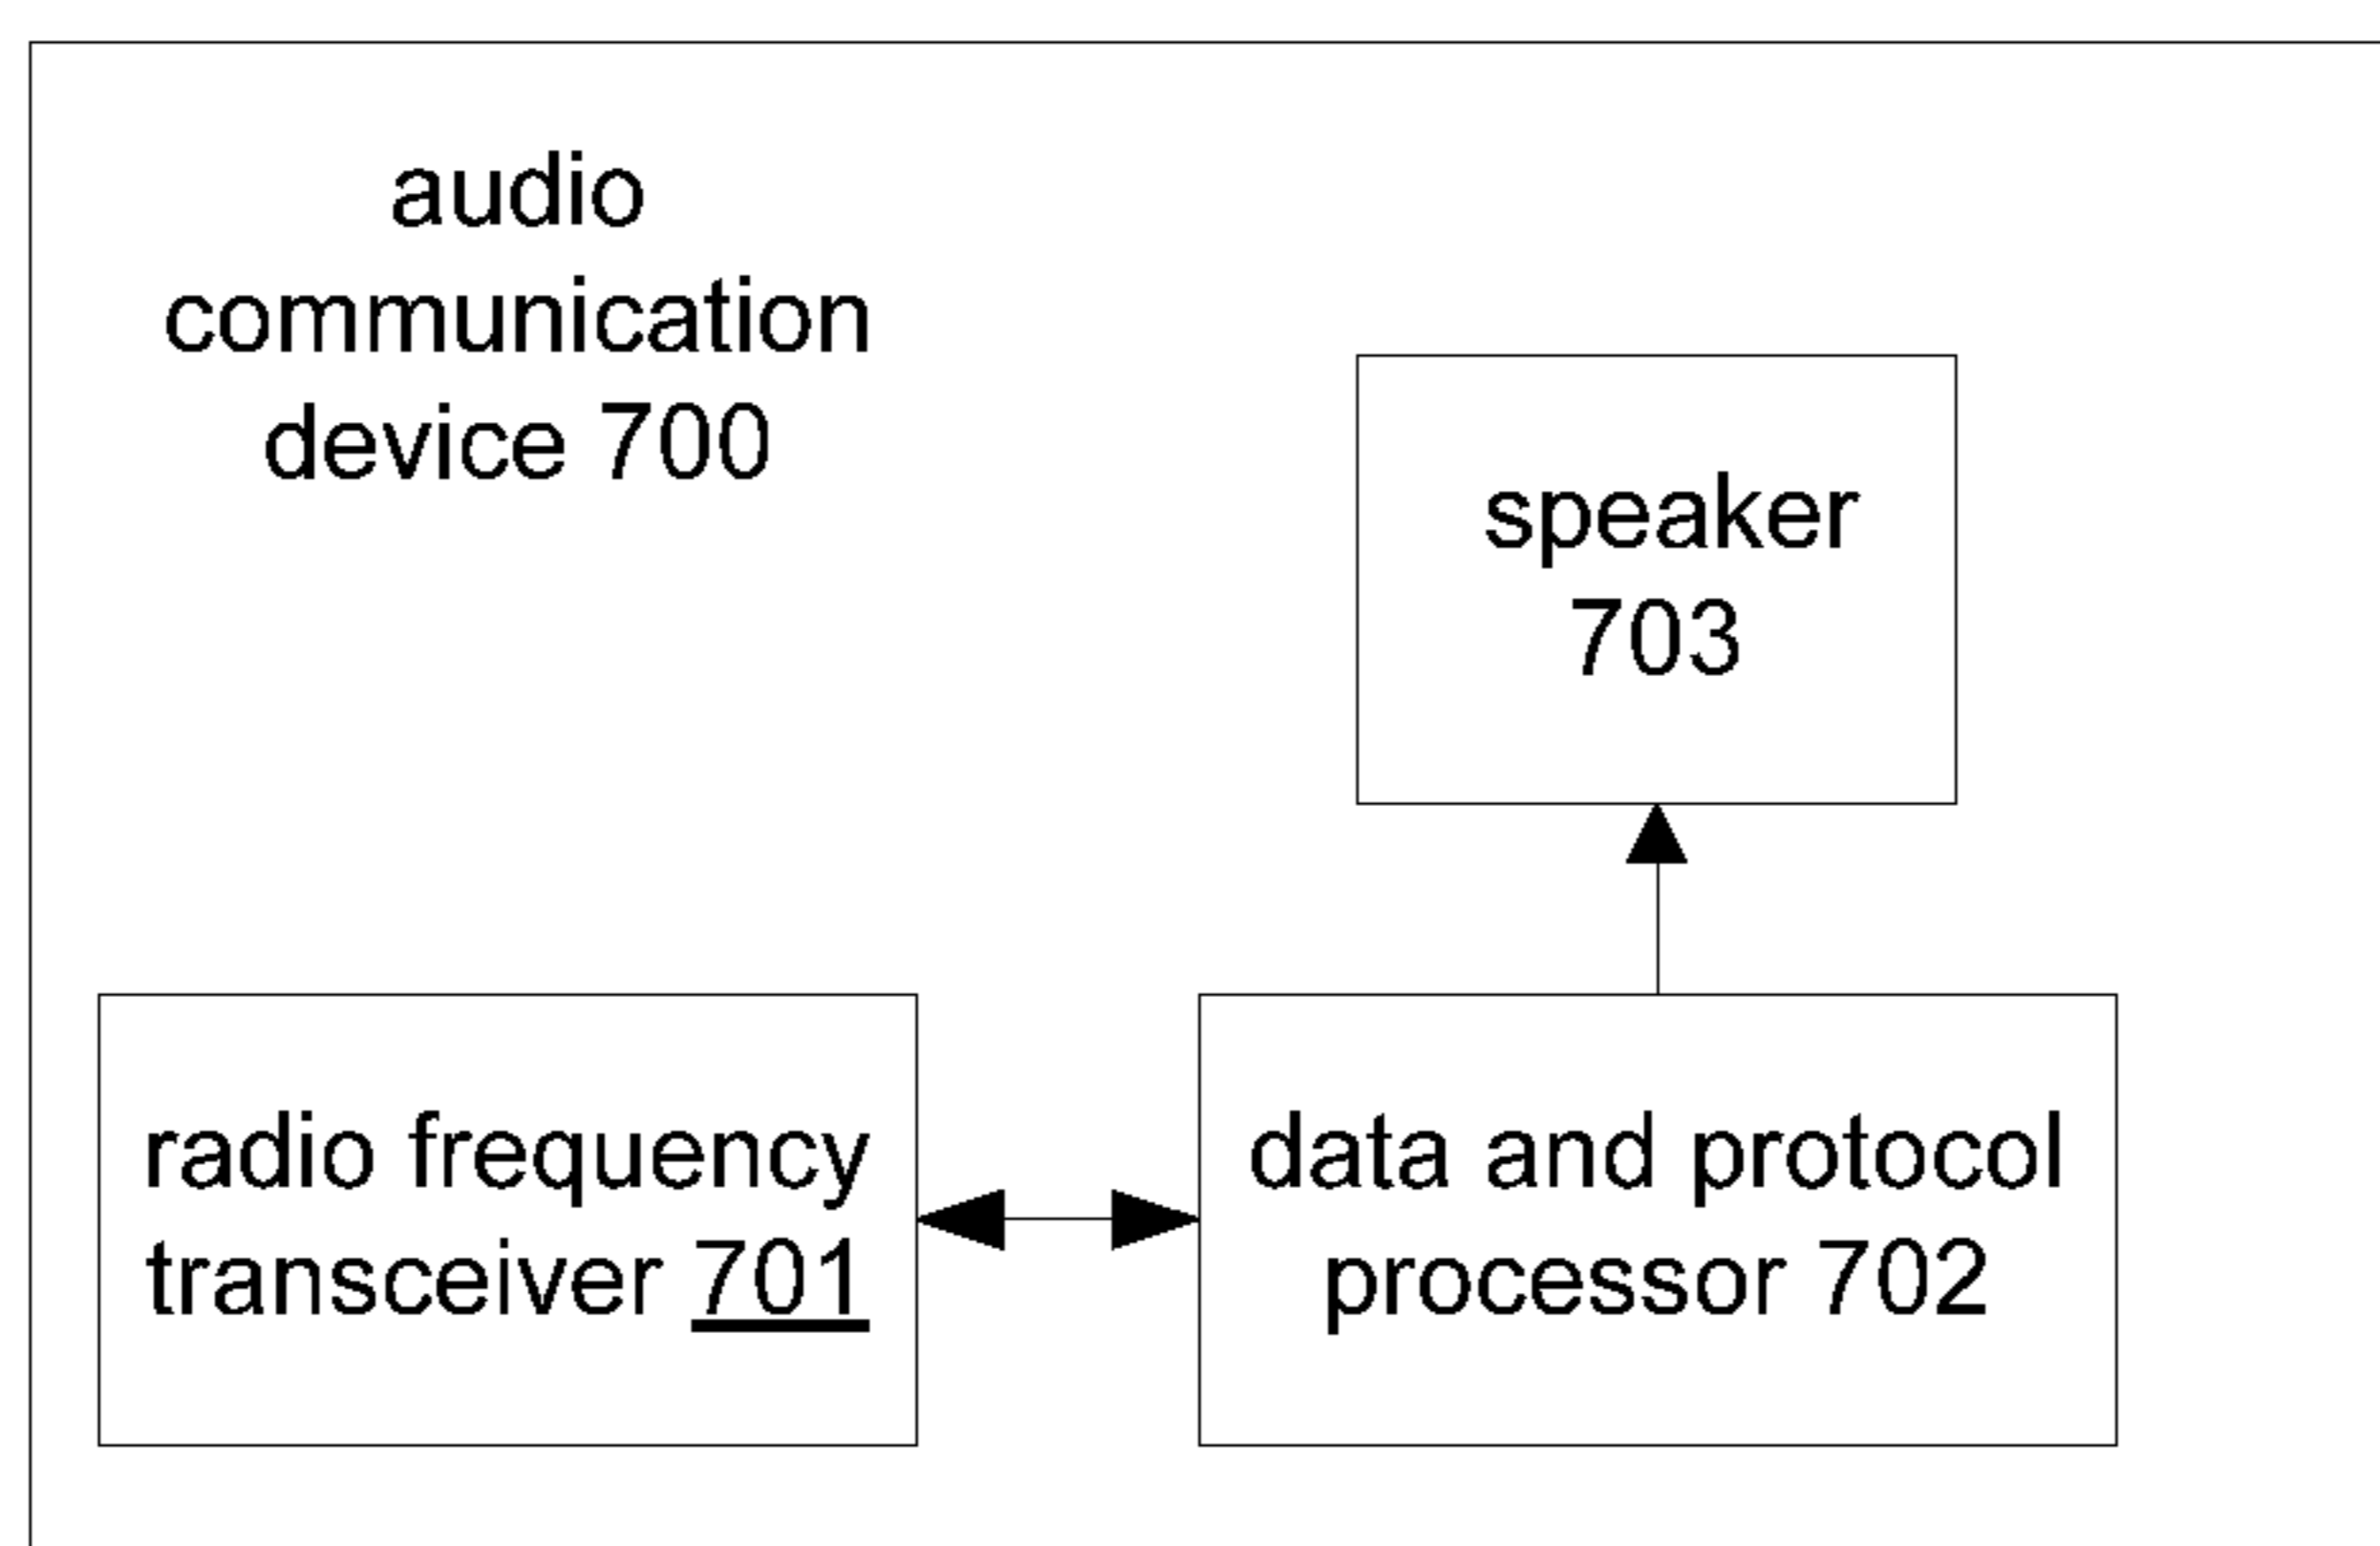 audio
communication
device 700
speaker
703
radio frequency
transceiver 701
data and protocol
processor 702